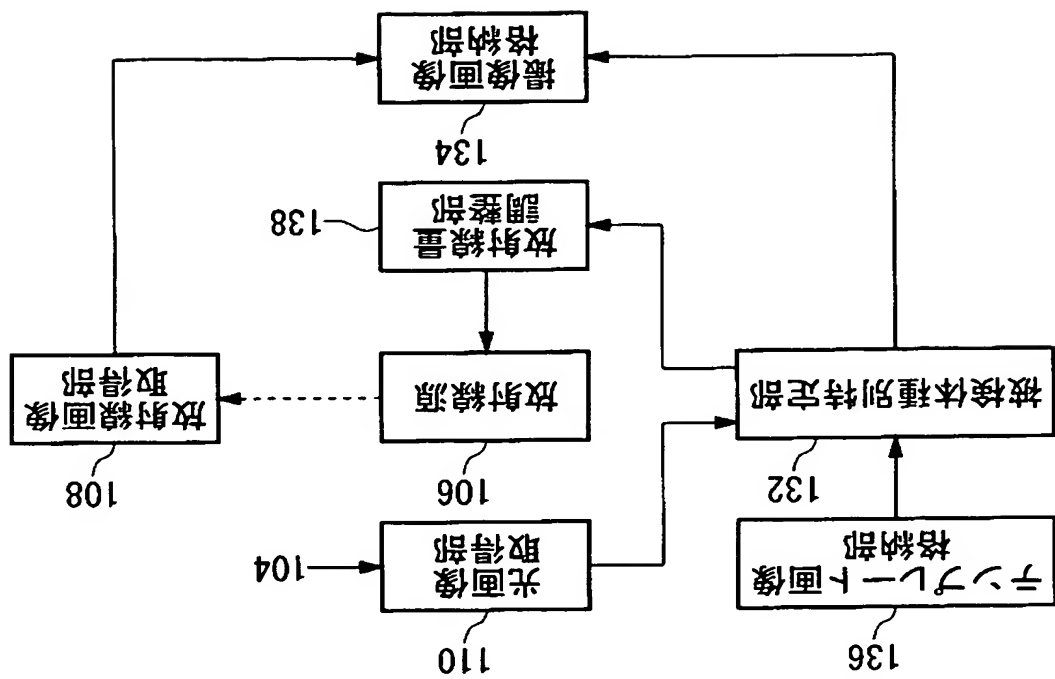 136
テンプレート画像
格納部
110
光画像
取得部
104
132
被検体種別特定部
106
放射線源
108
放射線画像
取得部
放射線量
調整部
138
134
撮像画像
格納部